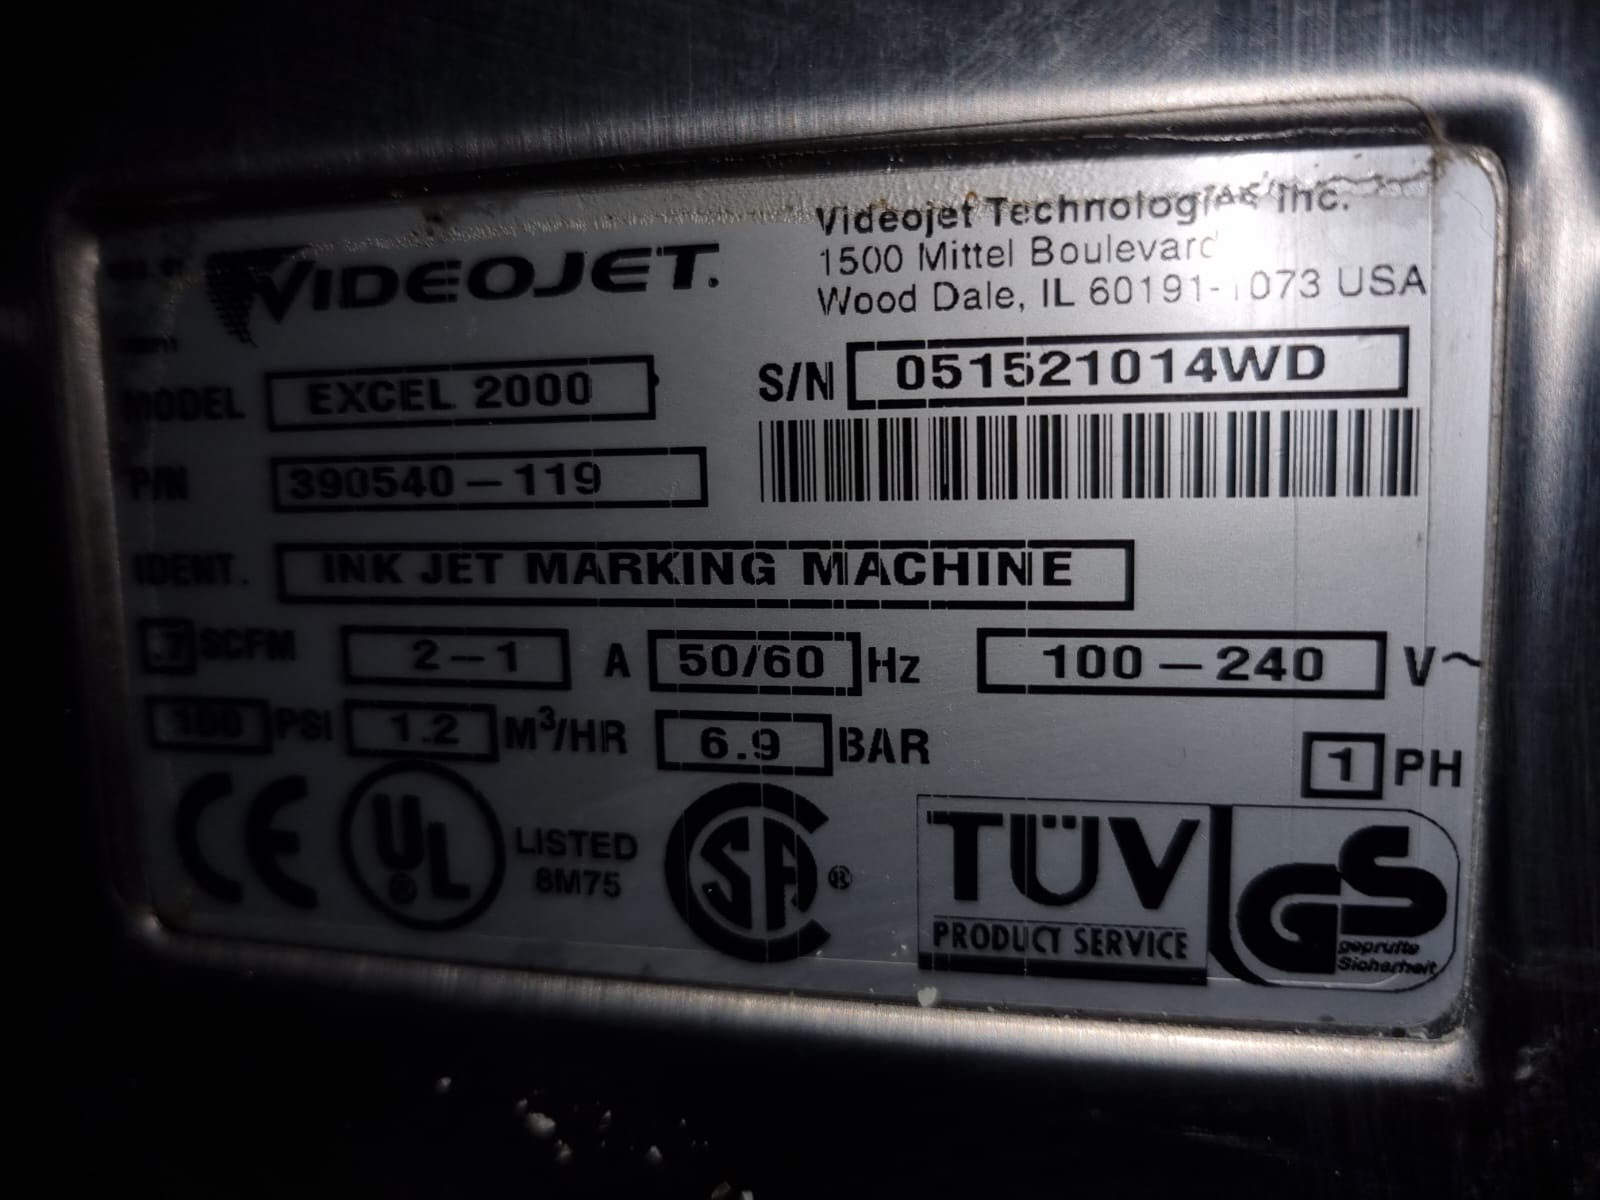 VIDEOJET.
Videojet Technologies Inc.
1500 Mittel Boulevard
Wood Dale, IL 60191-1073 USA
MODEL EXCEL 2000
S/N 051521014WD
P/N 390540-119
IDENT. INK JET MARKING MACHINE
.7 SCFM 2-1 A 50/60 Hz 100-240 V~
100 PSI 1.2 M³/HR 6.9 BAR 1 PH
CE UL ® LISTED 8M75 SA ® TÜV PRODUCT SERVICE GS geprüfte Sicherheit